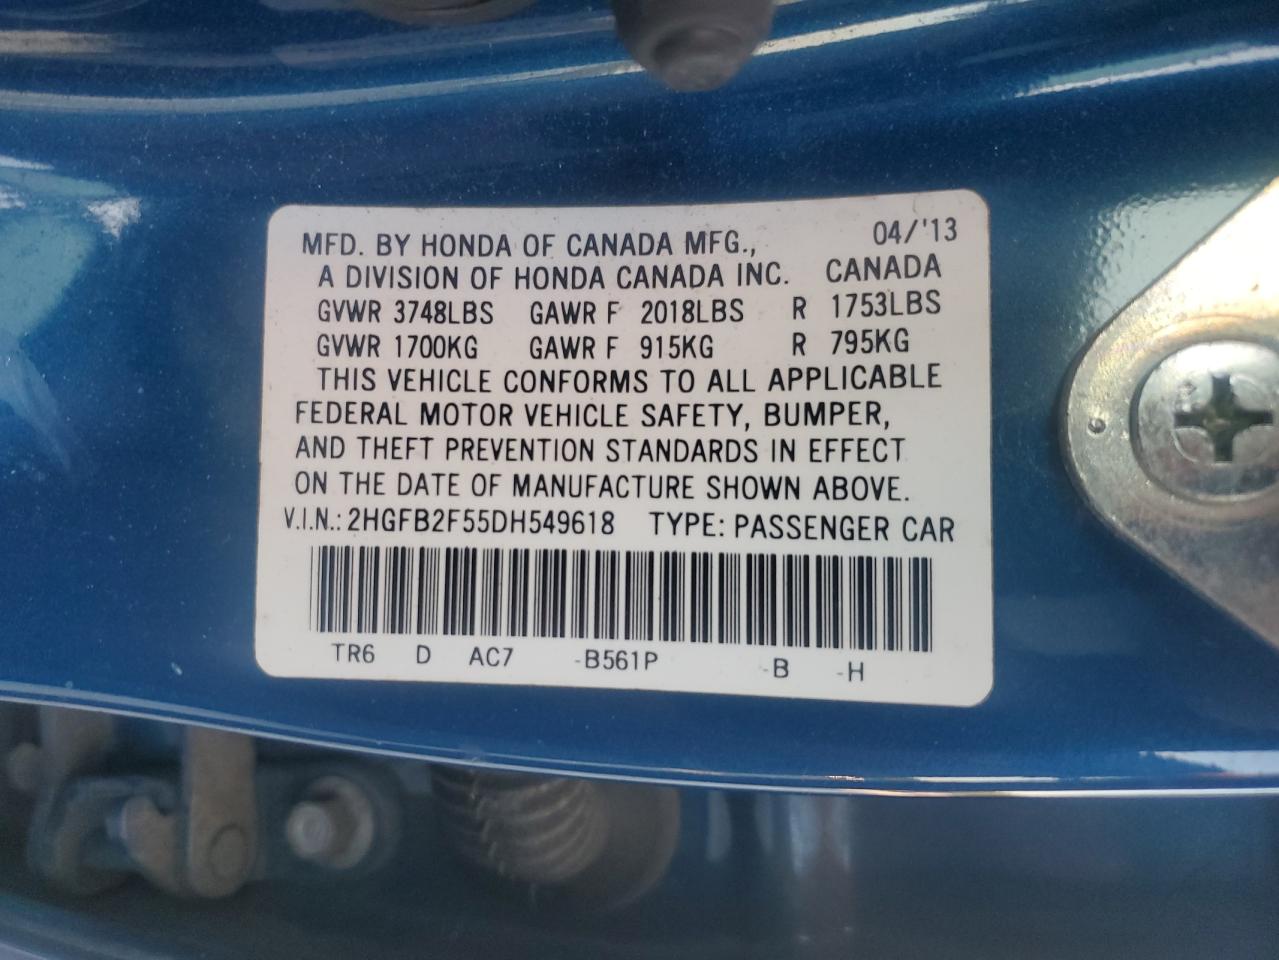 MFD. BY HONDA OF CANADA MFG., 04/'13
A DIVISION OF HONDA CANADA INC. CANADA
GVWR 3748LBS GAWR F 2018LBS R 1753LBS
GVWR 1700KG GAWR F 915KG R 795KG
THIS VEHICLE CONFORMS TO ALL APPLICABLE
FEDERAL MOTOR VEHICLE SAFETY, BUMPER,
AND THEFT PREVENTION STANDARDS IN EFFECT
ON THE DATE OF MANUFACTURE SHOWN ABOVE.
V.I.N.: 2HGFB2F55DH549618 TYPE: PASSENGER CAR
TR6 D AC7 -B561P -B -H